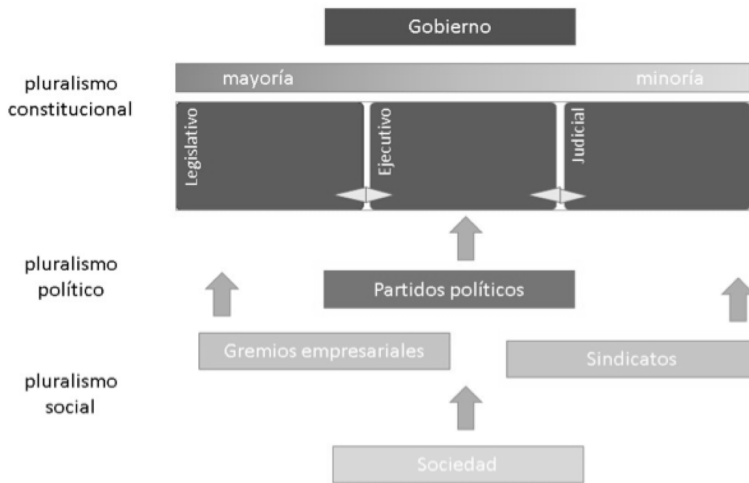 Gobierno
pluralismo
constitucional
mayoría
minoría
Legislativo
Ejecutivo
Judicial
pluralismo
político
Partidos políticos
Gremios empresariales
Sindicatos
pluralismo
social
Sociedad